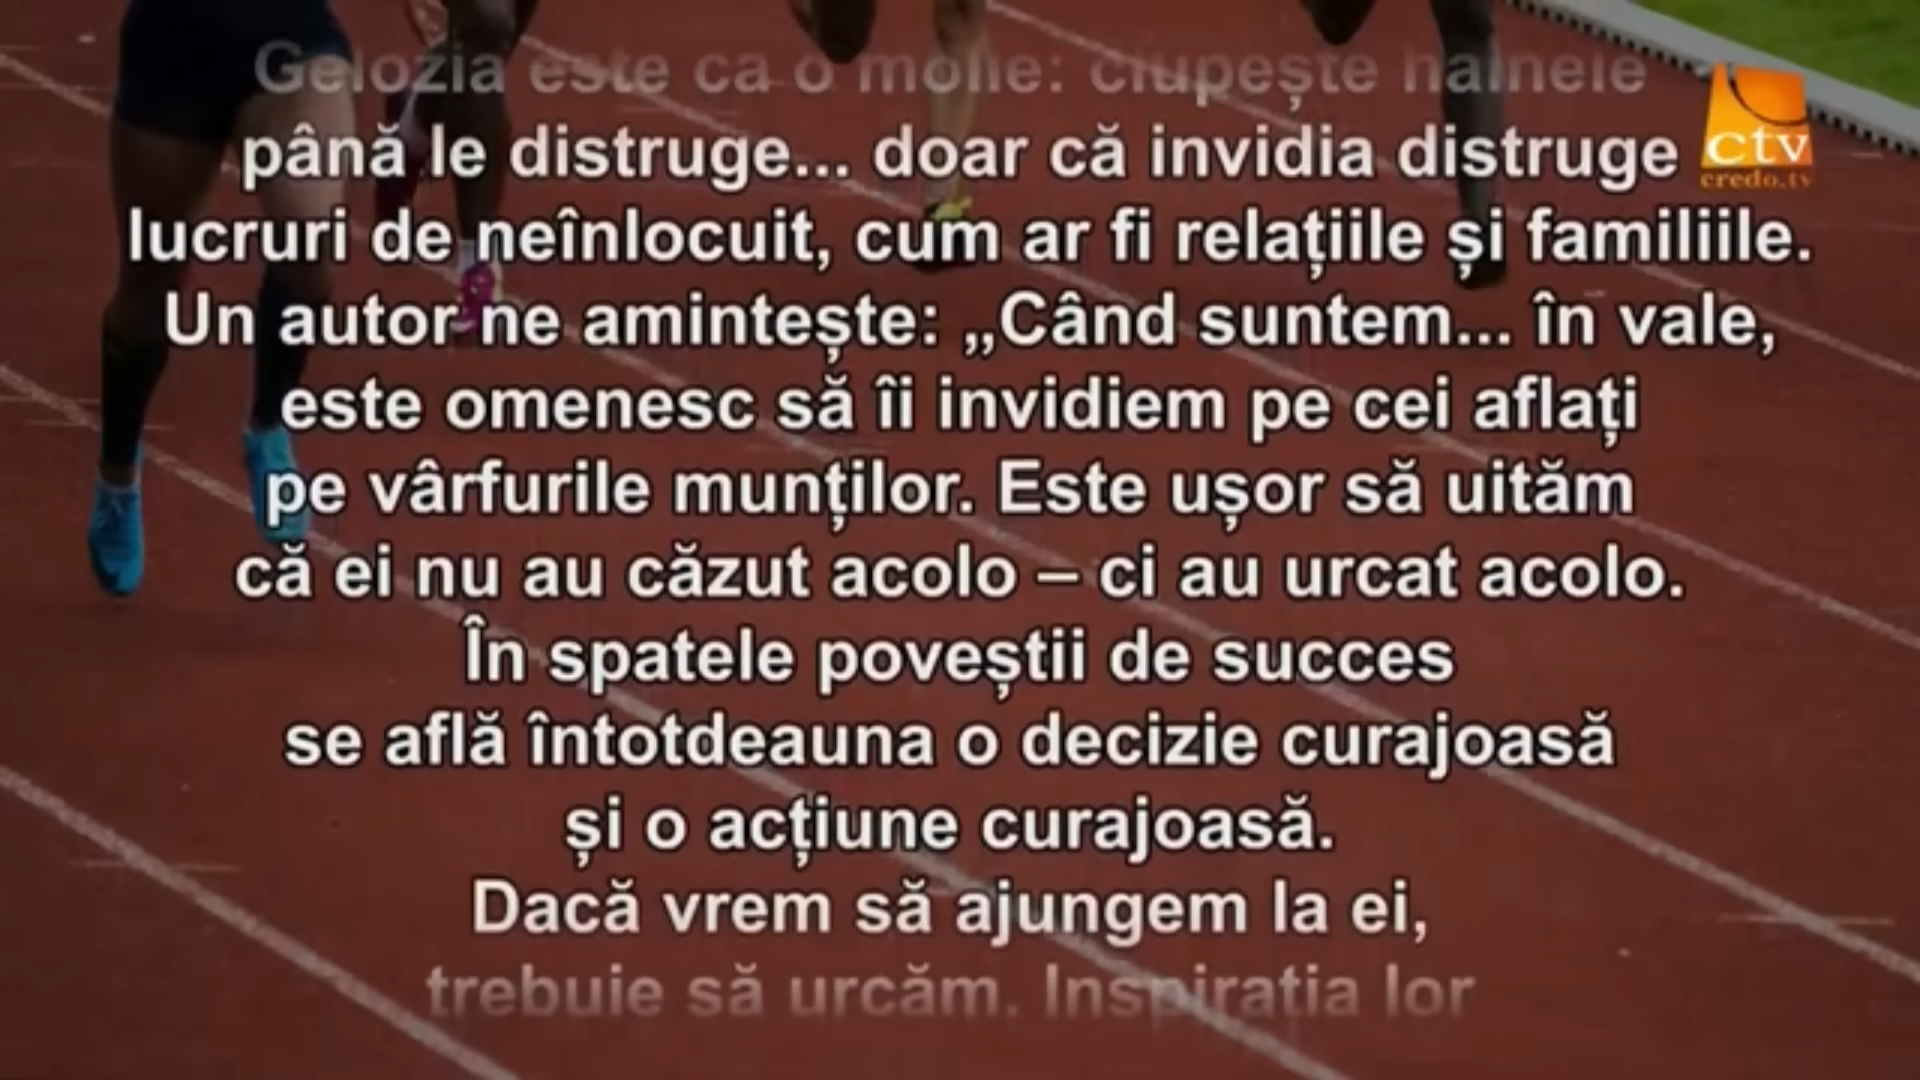 Gelozia este ca o molie: ciupește hainele
până le distruge... doar că invidia distruge
lucruri de neînlocuit, cum ar fi relațiile și familiile.
Un autor ne amintește: „Când suntem... în vale,
este omenesc să îi invidiem pe cei aflați
pe vârfurile munților. Este ușor să uităm
că ei nu au căzut acolo – ci au urcat acolo.
În spatele poveștii de succes
se află întotdeauna o decizie curajoasă
și o acțiune curajoasă.
Dacă vrem să ajungem la ei,
trebuie să urcăm. Inspirația lor
ctv
credo.tv